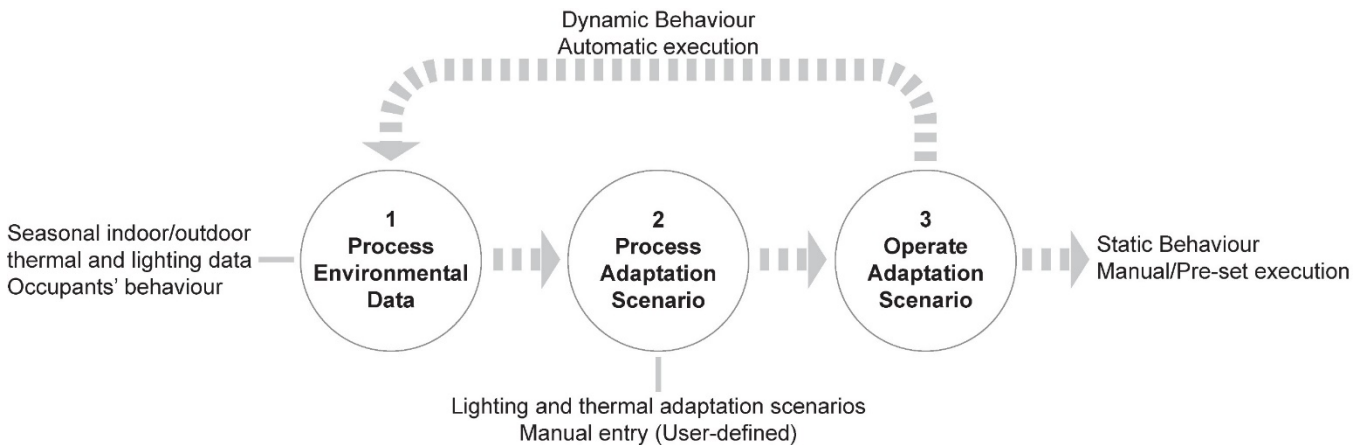 Dynamic Behaviour
Automatic execution
Seasonal indoor/outdoor
thermal and lighting data
Occupants' behaviour
1
Process
Environmental
Data
2
Process
Adaptation
Scenario
3
Operate
Adaptation
Scenario
Static Behaviour
Manual/Pre-set execution
Lighting and thermal adaptation scenarios
Manual entry (User-defined)